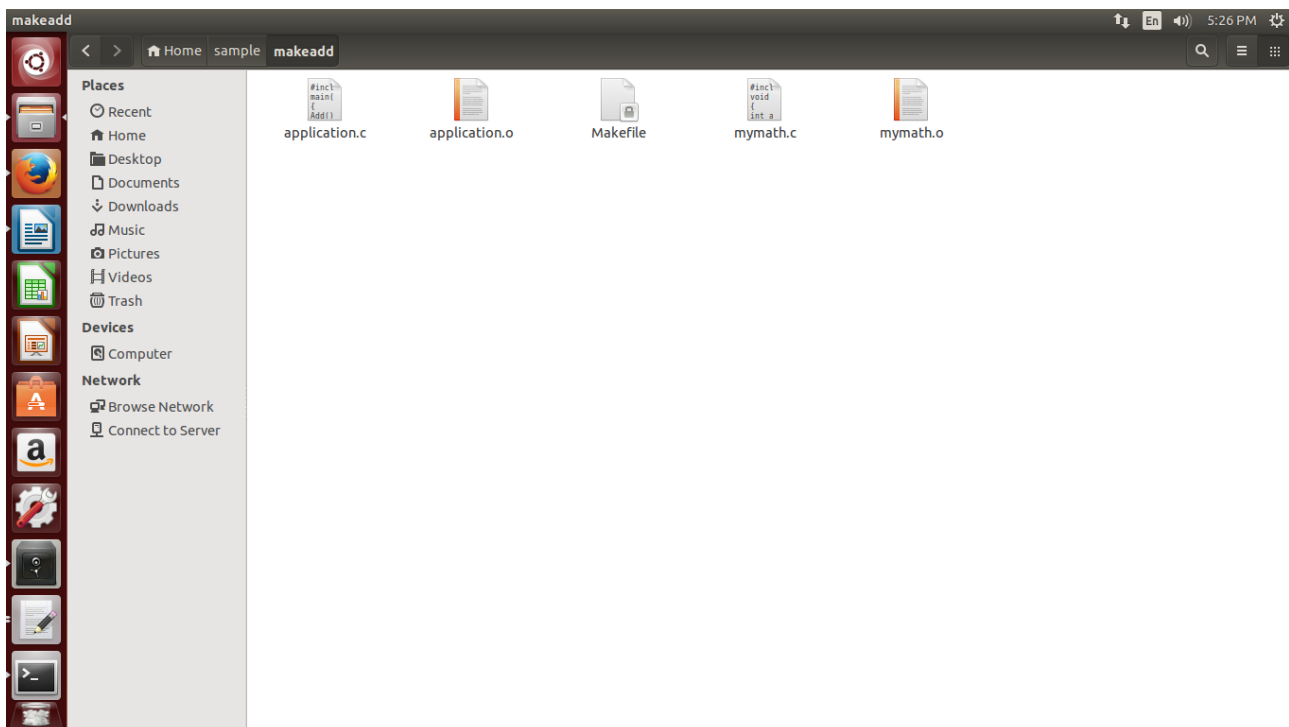 makeadd
En
5:26 PM
Home sample makeadd
Places
Recent
Home
Desktop
Documents
Downloads
Music
Pictures
Videos
Trash
Devices
Computer
Network
Browse Network
Connect to Server
#incl
main(
{
Add()
application.c
application.o
Makefile
#incl
void
{
int a
mymath.c
mymath.o
A
a
>_